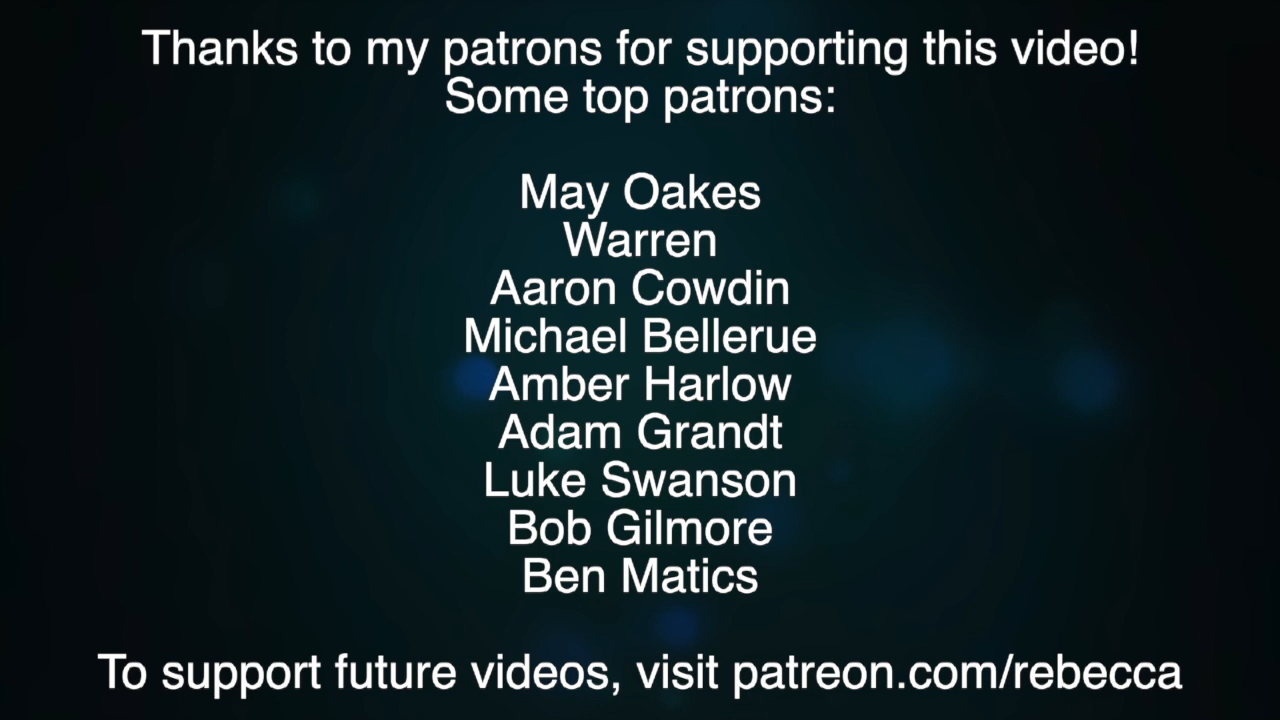 Thanks to my patrons for supporting this video!
Some top patrons:
May Oakes
Warren
Aaron Cowdin
Michael Bellerue
Amber Harlow
Adam Grandt
Luke Swanson
Bob Gilmore
Ben Matics
To support future videos, visit patreon.com/rebecca